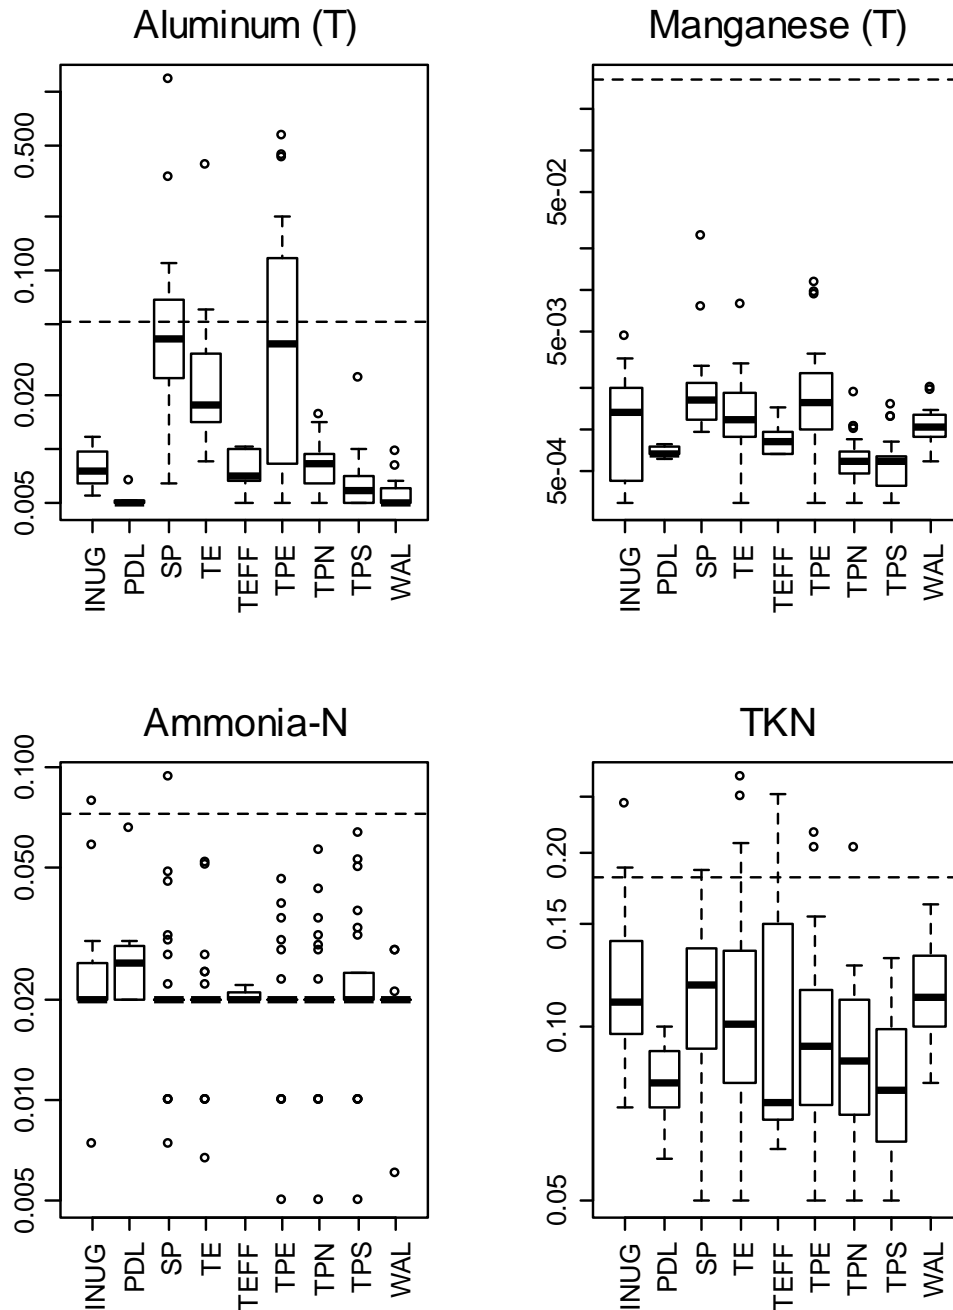 Aluminum (T)
0.500
0.100
0.020
0.005
INUG PDL SP TE TEFF TPE TPN TPS WAL
Manganese (T)
5e-02
5e-03
5e-04
INUG PDL SP TE TEFF TPE TPN TPS WAL
Ammonia-N
0.100
0.050
0.020
0.010
0.005
INUG PDL SP TE TEFF TPE TPN TPS WAL
TKN
0.20
0.15
0.10
0.05
INUG PDL SP TE TEFF TPE TPN TPS WAL